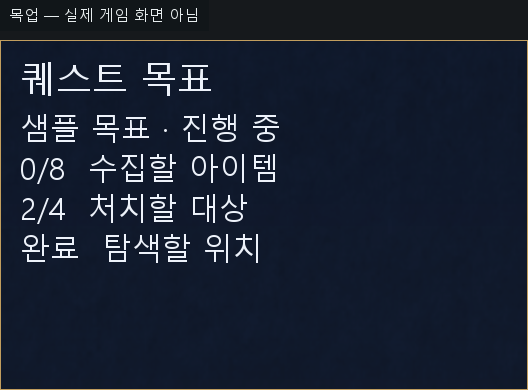 목업 — 실제 게임 화면 아님
퀘스트 목표
샘플 목표 · 진행 중
0/8 수집할 아이템
2/4 처치할 대상
완료 탐색할 위치